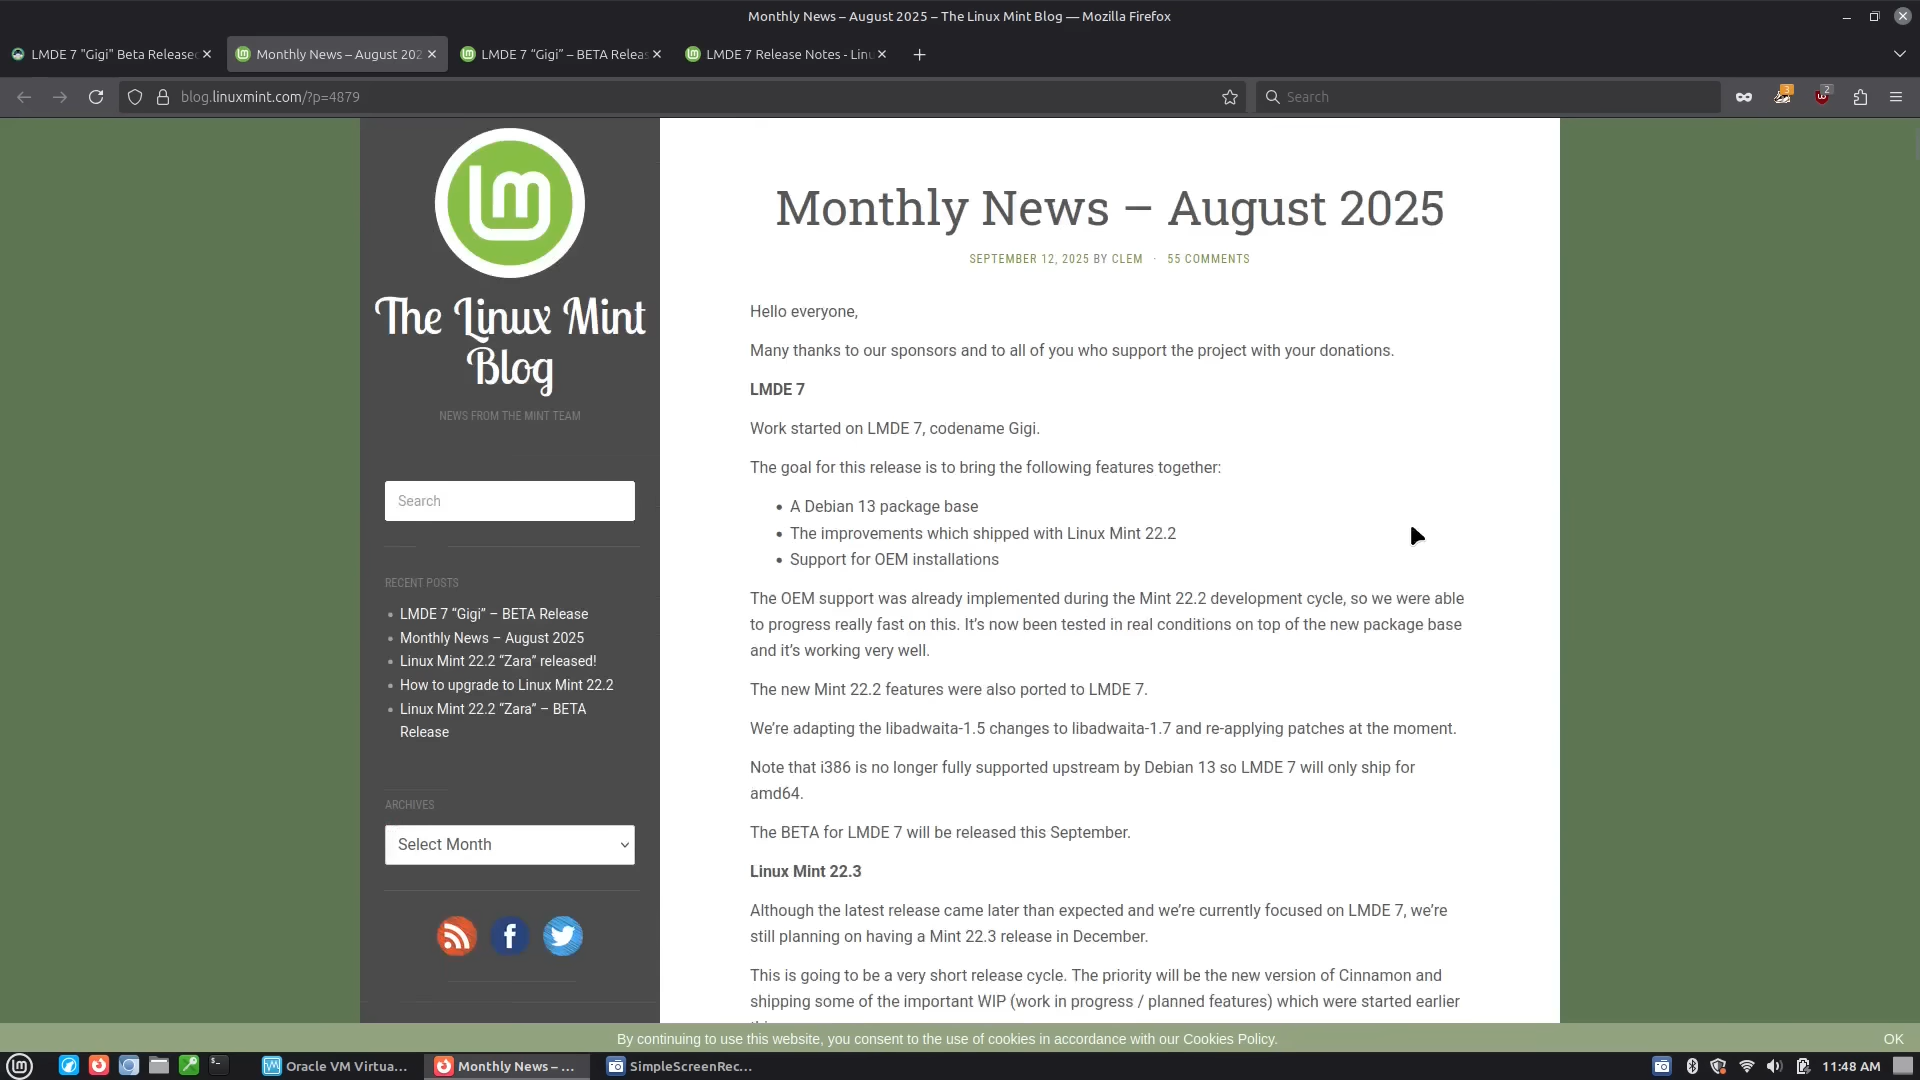 Monthly News – August 2025 – The Linux Mint Blog — Mozilla Firefox
LMDE 7 "Gigi" Beta Released
Monthly News – August 202
LMDE 7 “Gigi” – BETA Releas
LMDE 7 Release Notes - Linu
blog.linuxmint.com/?p=4879
Search
3
2
lm
The Linux Mint
Blog
NEWS FROM THE MINT TEAM
Search
RECENT POSTS
LMDE 7 “Gigi” – BETA Release
Monthly News – August 2025
Linux Mint 22.2 “Zara” released!
How to upgrade to Linux Mint 22.2
Linux Mint 22.2 “Zara” – BETA
Release
ARCHIVES
Select Month
Monthly News – August 2025
SEPTEMBER 12, 2025 BY CLEM · 55 COMMENTS
Hello everyone,
Many thanks to our sponsors and to all of you who support the project with your donations.
LMDE 7
Work started on LMDE 7, codename Gigi.
The goal for this release is to bring the following features together:
• A Debian 13 package base
• The improvements which shipped with Linux Mint 22.2
• Support for OEM installations
The OEM support was already implemented during the Mint 22.2 development cycle, so we were able
to progress really fast on this. It’s now been tested in real conditions on top of the new package base
and it’s working very well.
The new Mint 22.2 features were also ported to LMDE 7.
We’re adapting the libadwaita-1.5 changes to libadwaita-1.7 and re-applying patches at the moment.
Note that i386 is no longer fully supported upstream by Debian 13 so LMDE 7 will only ship for
amd64.
The BETA for LMDE 7 will be released this September.
Linux Mint 22.3
Although the latest release came later than expected and we’re currently focused on LMDE 7, we’re
still planning on having a Mint 22.3 release in December.
This is going to be a very short release cycle. The priority will be the new version of Cinnamon and
shipping some of the important WIP (work in progress / planned features) which were started earlier
By continuing to use this website, you consent to the use of cookies in accordance with our Cookies Policy.
OK
Oracle VM Virtua...
Monthly News – ...
SimpleScreenRec...
11:48 AM